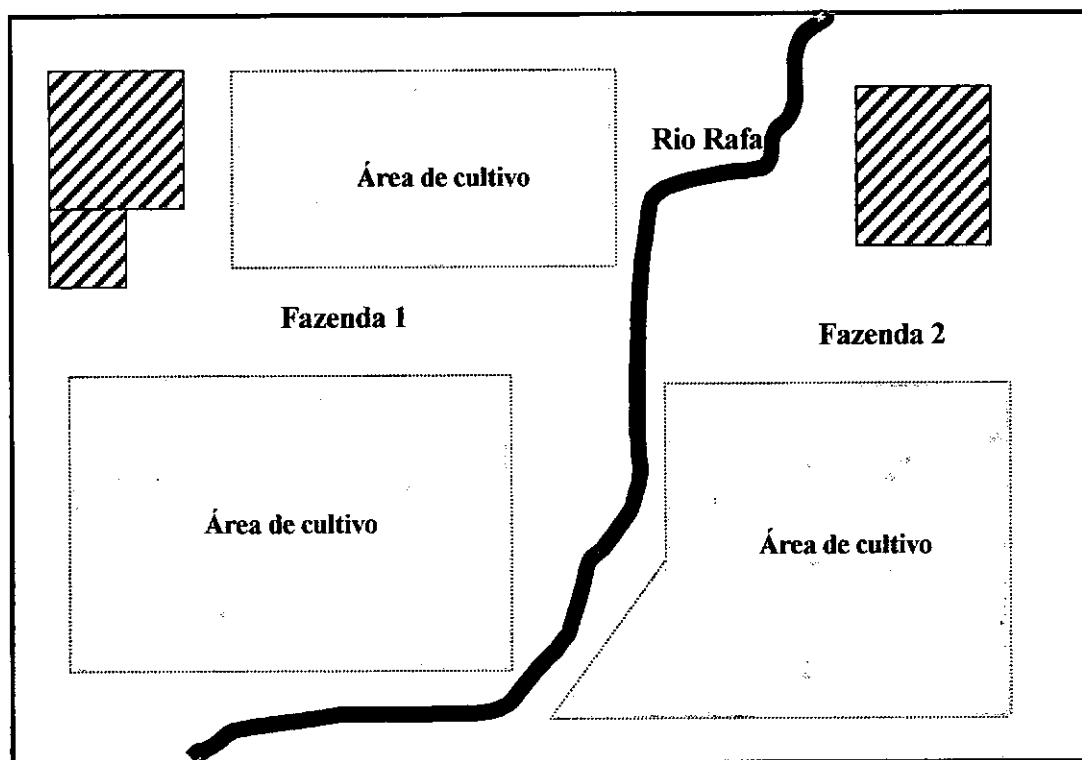 Rio Rafa
Área de cultivo
Fazenda 1
Fazenda 2
Área de cultivo
Área de cultivo